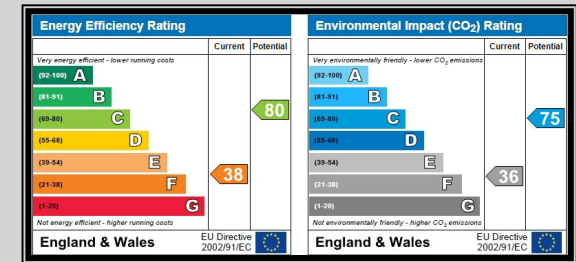 Energy Efficiency Rating
Current Potential
Very energy efficient - lower running costs
(92-100) A
(81-91) B
(69-80) C
(55-68) D
(39-54) E
(21-38) F
(1-20) G
80
38
Not energy efficient - higher running costs
England & Wales
EU Directive
2002/91/EC
Environmental Impact (CO₂) Rating
Current Potential
Very environmentally friendly - lower CO₂ emissions
(92-100) A
(81-91) B
(69-80) C
(55-68) D
(39-54) E
(21-38) F
(1-20) G
75
36
Not environmentally friendly - higher CO₂ emissions
England & Wales
EU Directive
2002/91/EC